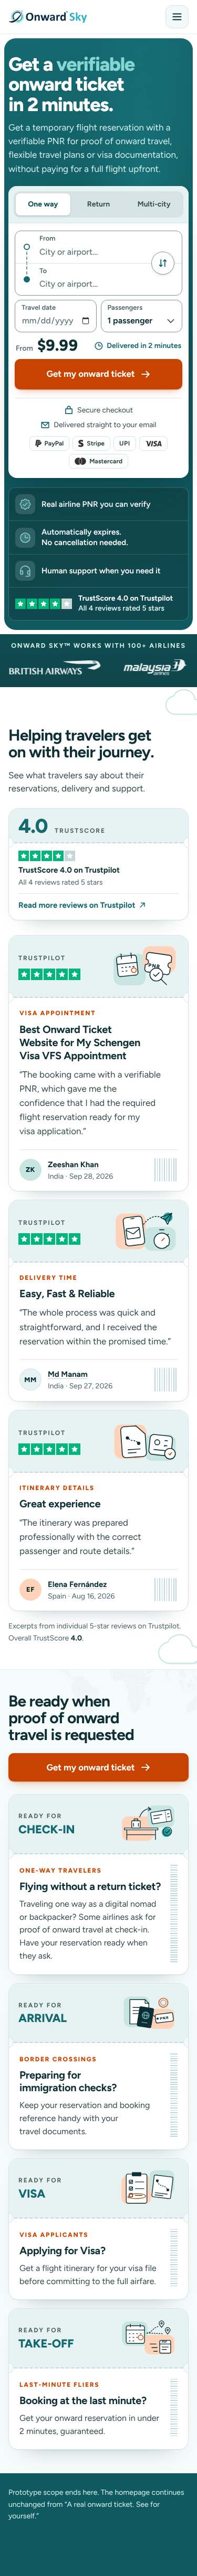 Onward Sky
Get a verifiable
onward ticket
in 2 minutes.
Get a temporary flight reservation with a
verifiable PNR for proof of onward travel,
flexible travel plans or visa documentation,
without paying for a full flight upfront.
One way Return Multi-city
From
City or airport...
To
City or airport...
Travel date Passengers
mm/dd/yyyy 1 passenger
From $9.99 Delivered in 2 minutes
Get my onward ticket →
Secure checkout
Delivered straight to your email
PayPal Stripe UPI VISA
Mastercard
Real airline PNR you can verify
Automatically expires.
No cancellation needed.
Human support when you need it
TrustScore 4.0 on Trustpilot
All 4 reviews rated 5 stars
ONWARD SKY™ WORKS WITH 100+ AIRLINES
BRITISH AIRWAYS malaysia airlines
Helping travelers get
on with their journey.
See what travelers say about their
reservations, delivery and support.
4.0 TRUSTSCORE
TrustScore 4.0 on Trustpilot
All 4 reviews rated 5 stars
Read more reviews on Trustpilot ↗
TRUSTPILOT
PNR
VISA APPOINTMENT
Best Onward Ticket
Website for My Schengen
Visa VFS Appointment
“The booking came with a verifiable
PNR, which gave me the
confidence that I had the required
flight reservation ready for my
visa application.”
ZK Zeeshan Khan
India · Sep 28, 2026
TRUSTPILOT
DELIVERY TIME
Easy, Fast & Reliable
“The whole process was quick and
straightforward, and I received the
reservation within the promised time.”
MM Md Manam
India · Sep 27, 2026
TRUSTPILOT
ITINERARY DETAILS
Great experience
“The itinerary was prepared
professionally with the correct
passenger and route details.”
EF Elena Fernández
Spain · Aug 16, 2026
Excerpts from individual 5-star reviews on Trustpilot.
Overall TrustScore 4.0.
Be ready when
proof of onward
travel is requested
Get my onward ticket →
READY FOR
CHECK-IN
ONE-WAY TRAVELERS
Flying without a return ticket?
Traveling one way as a digital nomad
or backpacker? Some airlines ask for
proof of onward travel at check-in.
Have your reservation ready when
they ask.
READY FOR
ARRIVAL
PNR
BORDER CROSSINGS
Preparing for
immigration checks?
Keep your reservation and booking
reference handy with your
travel documents.
READY FOR
VISA
VISA APPLICANTS
Applying for Visa?
Get a flight itinerary for your visa file
before committing to the full airfare.
READY FOR
TAKE-OFF
LAST-MINUTE FLIERS
Booking at the last minute?
Get your onward reservation in under
2 minutes, guaranteed.
Prototype scope ends here. The homepage continues
unchanged from “A real onward ticket. See for
yourself.”